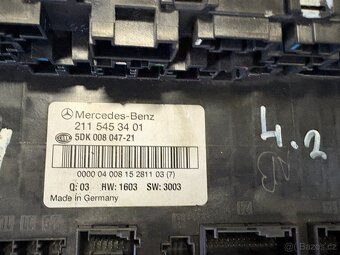 Mercedes-Benz
211 545 34 01
HELLA 5DK 008 047-21
0000 04 008 15 2811 03 (7)
Q: 03 HW: 1603 SW: 3003
Made in Germany
4.2